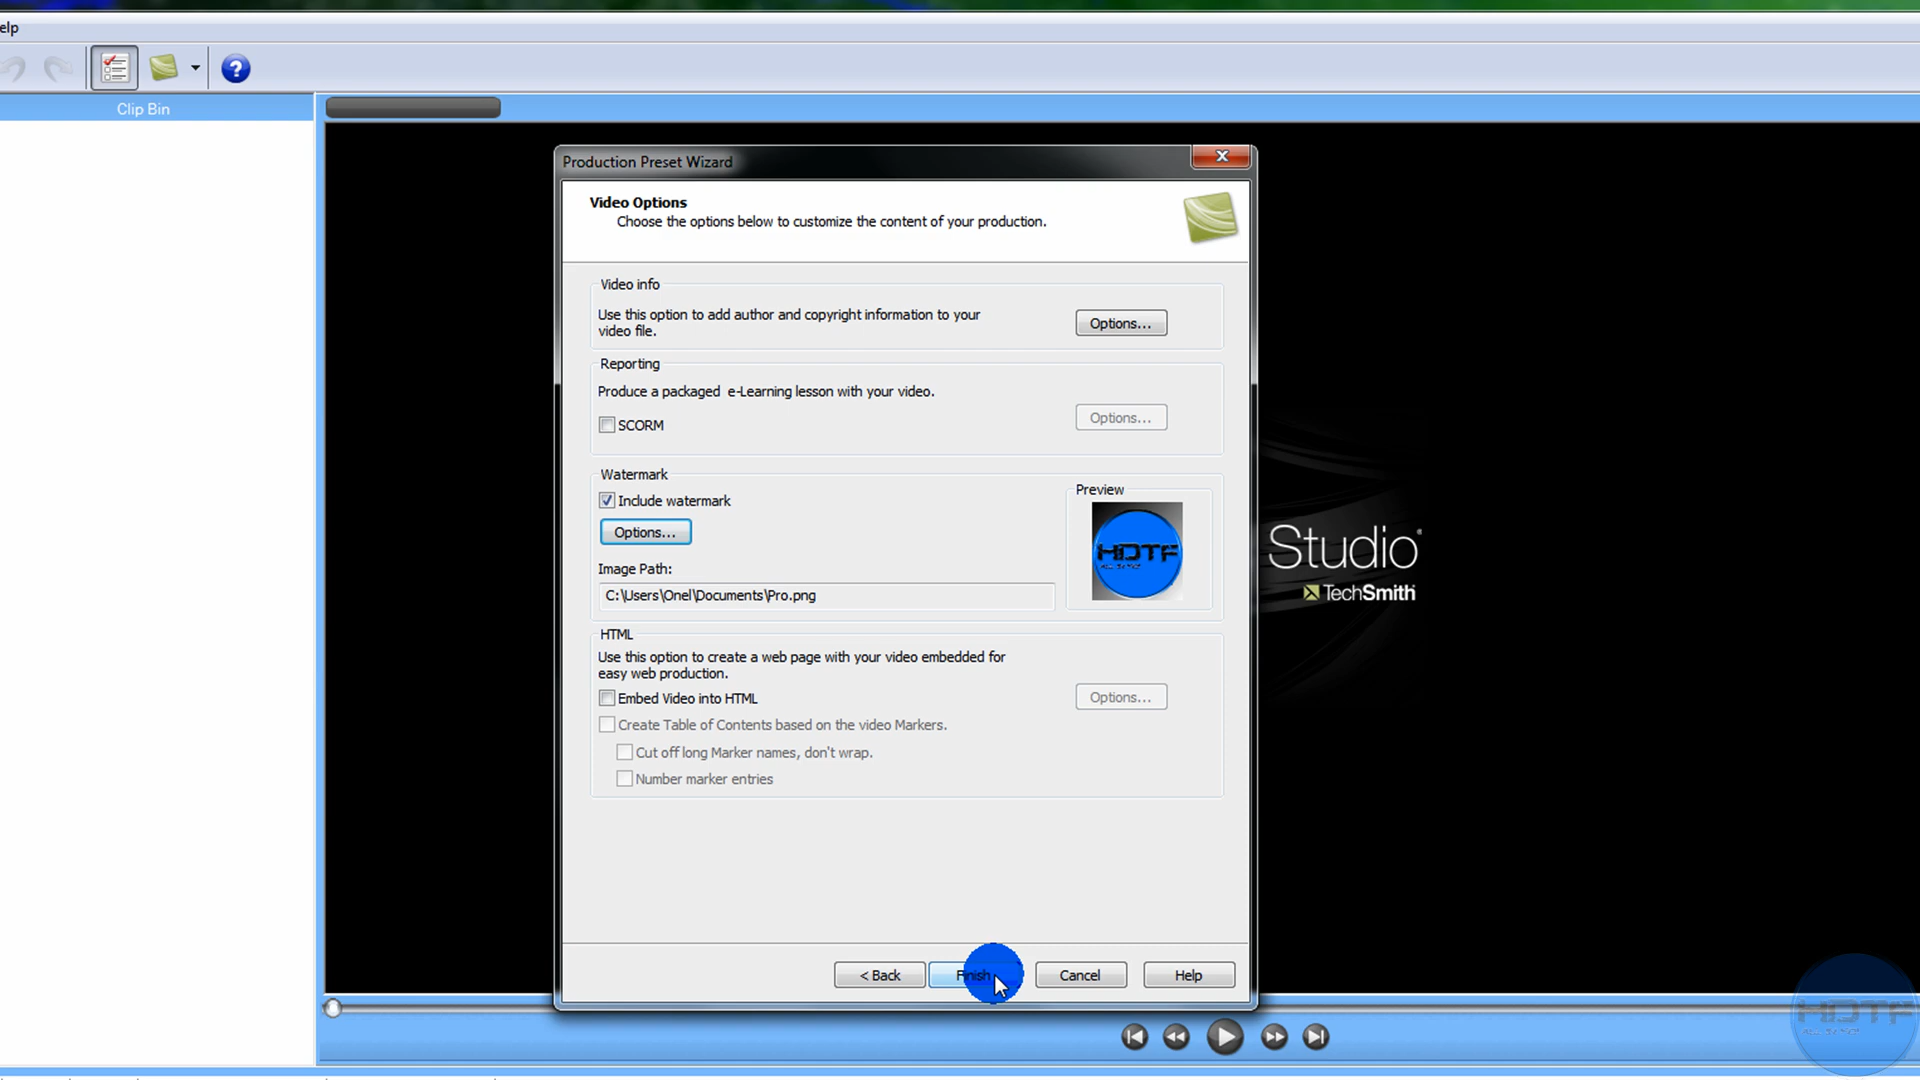 elp
?
Clip Bin
Production Preset Wizard
Video Options
Choose the options below to customize the content of your production.
Video info
Use this option to add author and copyright information to your
video file.
Options...
Reporting
Produce a packaged  e-Learning lesson with your video.
Options...
SCORM
Watermark
Include watermark
Preview
Options...
HDTF
Image Path:
C:\Users\Onel\Documents\Pro.png
HTML
Use this option to create a web page with your video embedded for
easy web production.
Embed Video into HTML
Options...
Create Table of Contents based on the video Markers.
Cut off long Marker names, don't wrap.
Number marker entries
< Back
Finish
Cancel
Help
Studio®
TechSmith
HDTF